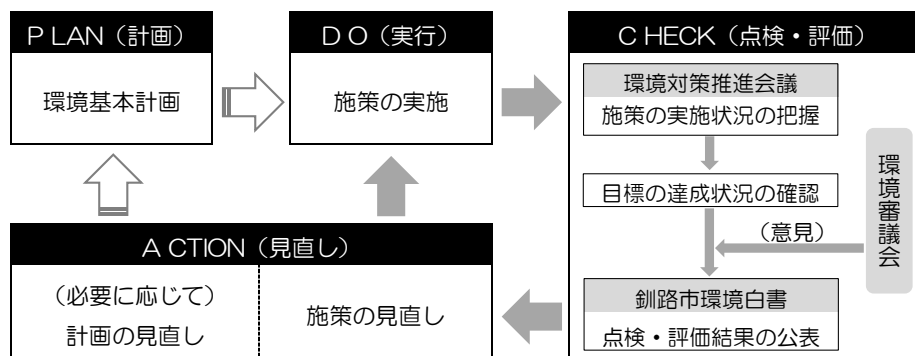 PLAN（計画）
環境基本計画
DO（実行）
施策の実施
CHECK（点検・評価）
環境対策推進会議
施策の実施状況の把握
目標の達成状況の確認
（意見）
環境審議会
釧路市環境白書
点検・評価結果の公表
ACTION（見直し）
（必要に応じて）
計画の見直し
施策の見直し